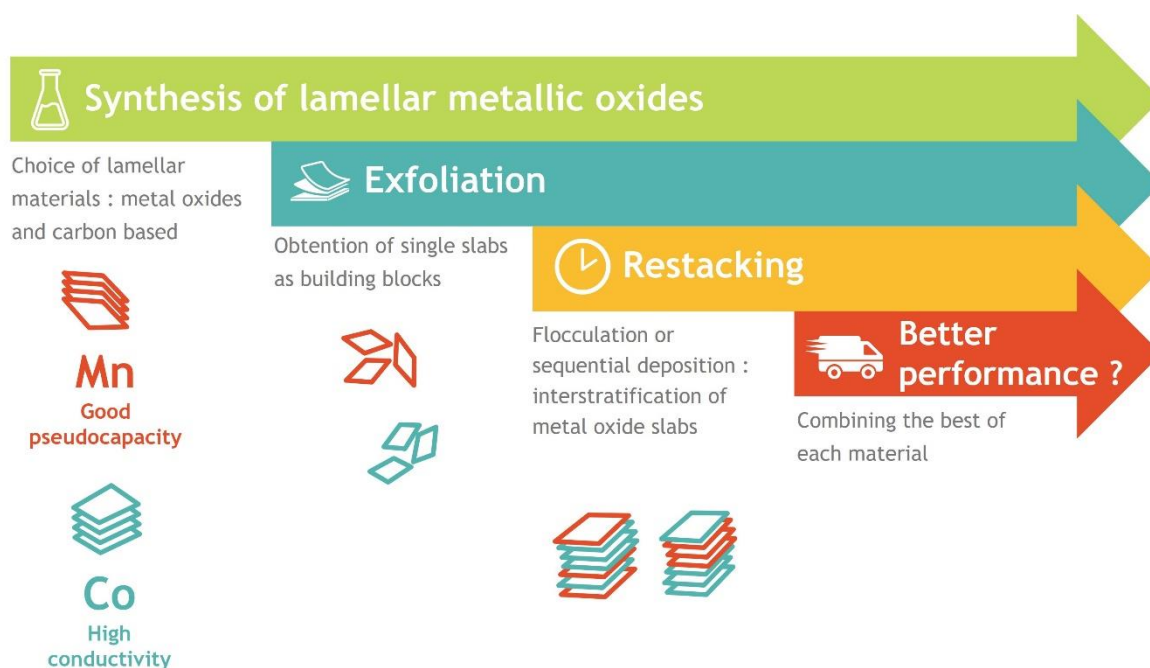 Synthesis of lamellar metallic oxides
Choice of lamellar
materials : metal oxides
and carbon based
Mn
Good
pseudocapacity
Co
High
conductivity
Exfoliation
Obtention of single slabs
as building blocks
Restacking
Flocculation or
sequential deposition :
interstratification of
metal oxide slabs
Better
performance ?
Combining the best of
each material